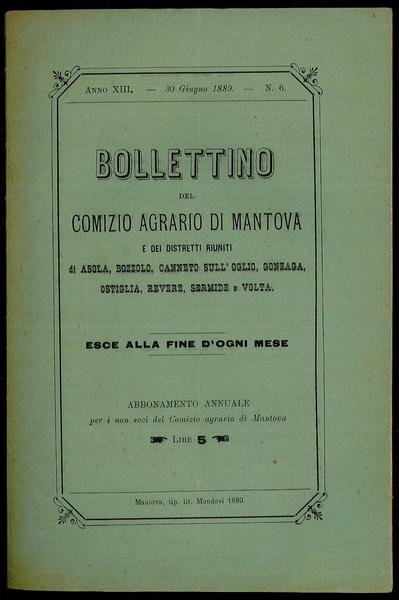 ANNO XIII. — 30 Giugno 1889. — N. 6.
BOLLETTINO
DEL
COMIZIO AGRARIO DI MANTOVA
E DEI DISTRETTI RIUNITI
di ASOLA, BOZZOLO, CANNETO SULL'OGLIO, GONZAGA,
OSTIGLIA, REVERE, SERMIDE e VOLTA.
ESCE ALLA FINE D'OGNI MESE
ABBONAMENTO ANNUALE
per i non soci del Comizio agrario di Mantova
LIRE 5
Mantova, tip. lit. Mondovi 1889.